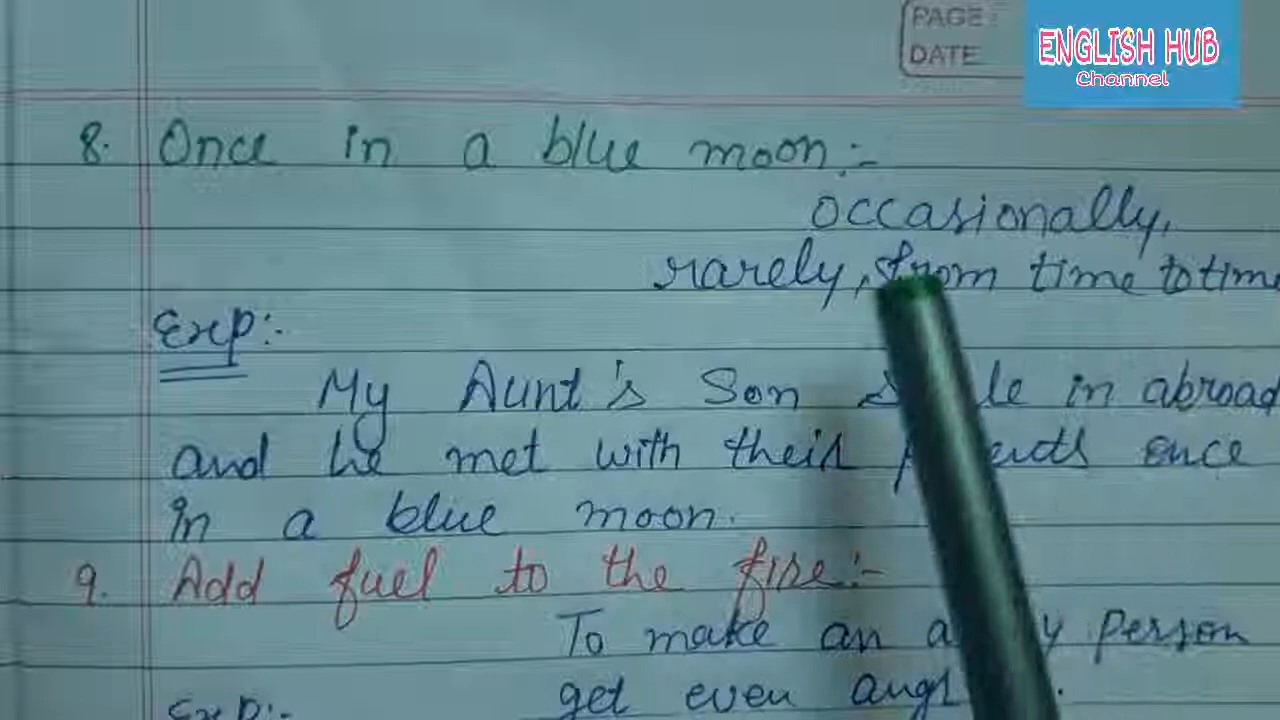 PAGE:
DATE
ENGLISH HUB
Channel
8. Once in a blue moon:-
occasionally,
rarely, from time to time
Exp:-
My Aunt's Son in abroad
and he met with their once
in a blue moon.
9. Add fuel to the fire:-
To make an person
get even
Exp:-